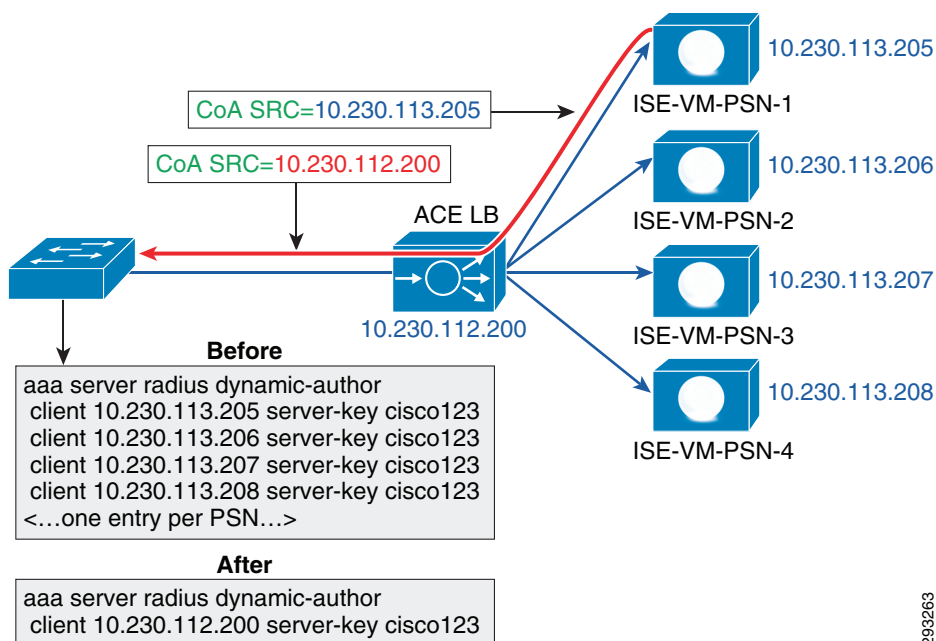 10.230.113.205
ISE-VM-PSN-1
CoA SRC=10.230.113.205
CoA SRC=10.230.112.200
10.230.113.206
ISE-VM-PSN-2
ACE LB
10.230.113.207
10.230.112.200
ISE-VM-PSN-3
10.230.113.208
ISE-VM-PSN-4
Before
aaa server radius dynamic-author
client 10.230.113.205 server-key cisco123
client 10.230.113.206 server-key cisco123
client 10.230.113.207 server-key cisco123
client 10.230.113.208 server-key cisco123
<…one entry per PSN…>
After
aaa server radius dynamic-author
client 10.230.112.200 server-key cisco123
293263